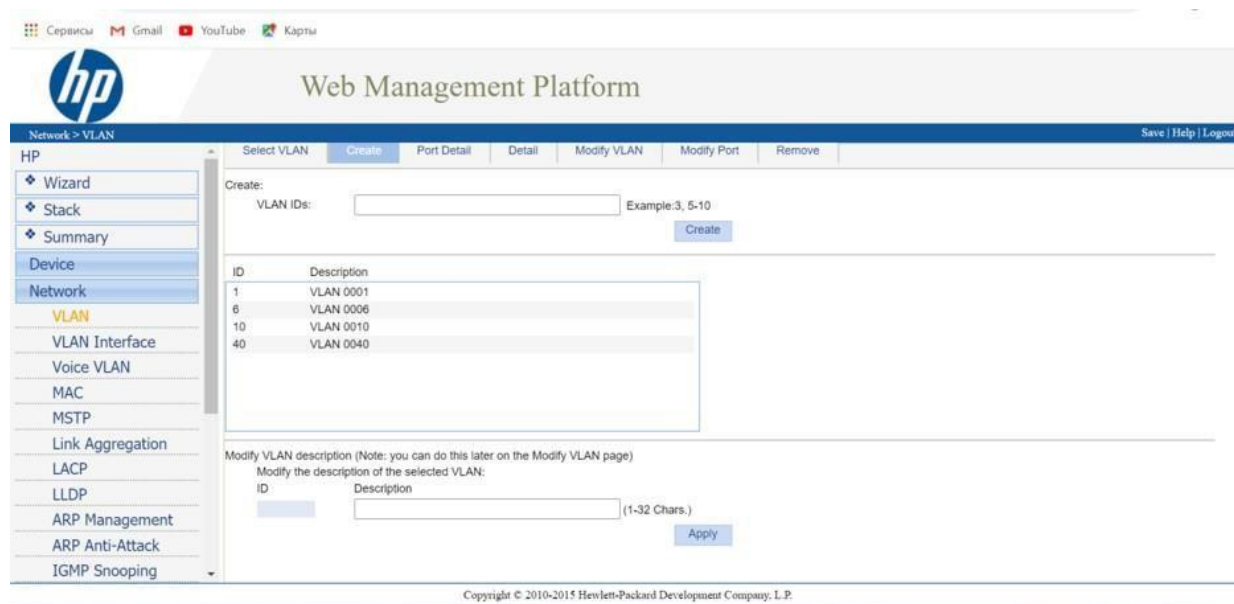 Сервисы Gmail YouTube Карты
hp
Web Management Platform
Network > VLAN Save | Help | Logou
HP
Wizard
Stack
Summary
Device
Network
VLAN
VLAN Interface
Voice VLAN
MAC
MSTP
Link Aggregation
LACP
LLDP
ARP Management
ARP Anti-Attack
IGMP Snooping
Select VLAN Create Port Detail Detail Modify VLAN Modify Port Remove
Create:
VLAN IDs: Example:3, 5-10
Create
ID Description
1 VLAN 0001
6 VLAN 0006
10 VLAN 0010
40 VLAN 0040
Modify VLAN description (Note: you can do this later on the Modify VLAN page)
Modify the description of the selected VLAN:
ID Description
(1-32 Chars.)
Apply
Copyright © 2010-2015 Hewlett-Packard Development Company, L.P.